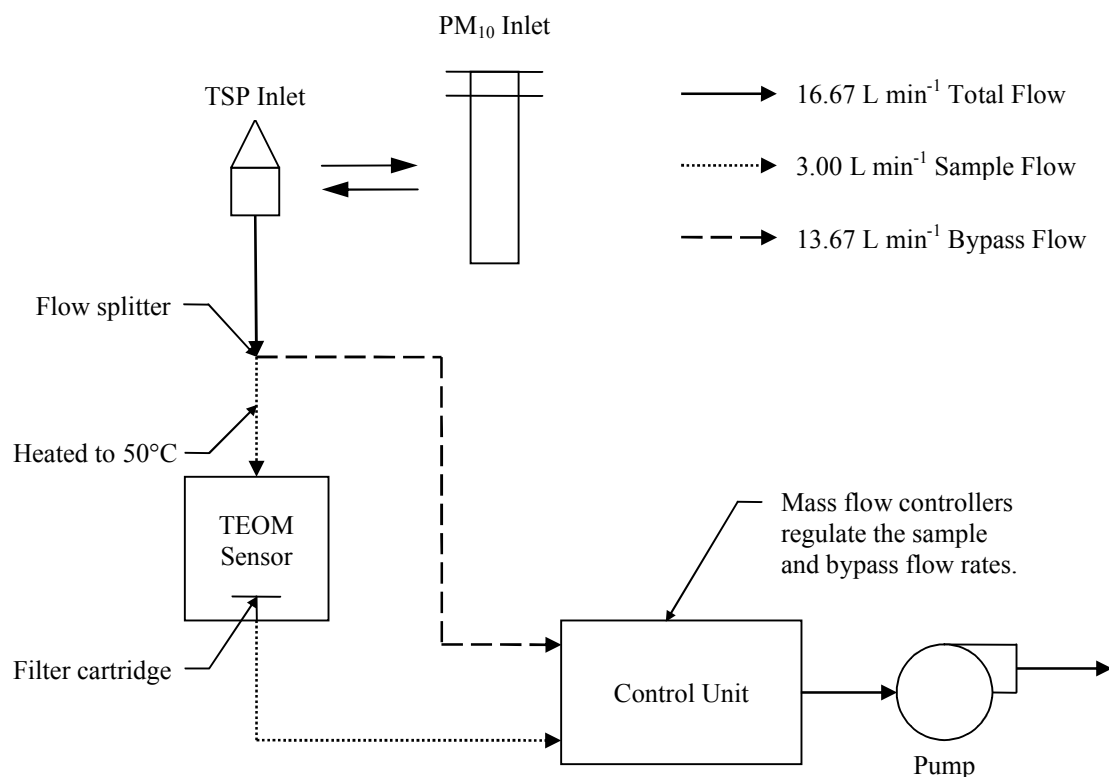 PM₁₀ Inlet
TSP Inlet
16.67 L min⁻¹ Total Flow
3.00 L min⁻¹ Sample Flow
13.67 L min⁻¹ Bypass Flow
Flow splitter
Heated to 50°C
TEOM
Sensor
Filter cartridge
Mass flow controllers
regulate the sample
and bypass flow rates.
Control Unit
Pump